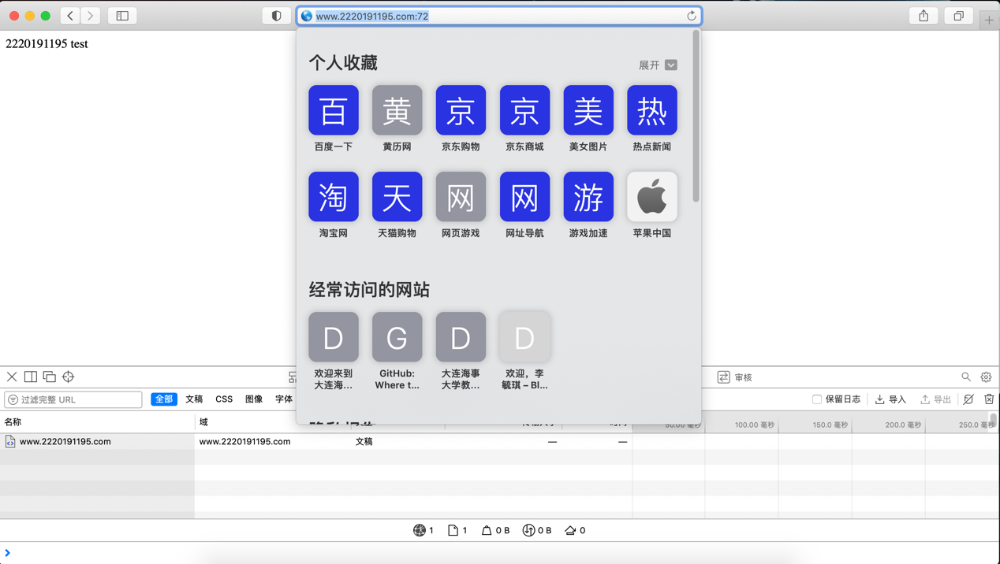 www.2220191195.com:72
2220191195 test
个人收藏
展开
百 黄 京 京 美 热
百度一下 黄历网 京东购物 京东商城 美女图片 热点新闻
淘 天 网 网 游
淘宝网 天猫购物 网页游戏 网址导航 游戏加速 苹果中国
经常访问的网站
D G D D
欢迎来到 GitHub: 大连海事 欢迎，李
大连海... Where t... 大学教... 毓琪 – Bl...
审核
过滤完整 URL 全部 文稿 CSS 图像 字体 保留日志 导入 导出
名称 域 50.00 毫秒 100.00 毫秒 150.0 毫秒 200.0 毫秒 250.0 毫秒
www.2220191195.com www.2220191195.com 文稿 — —
1 1 0 B 0 B 0